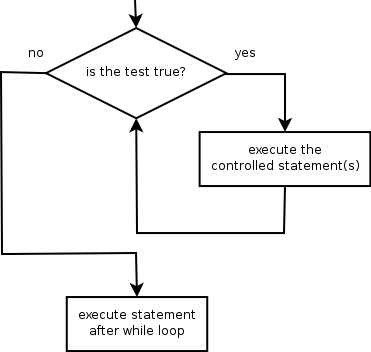 no
yes
is the test true?
execute the
controlled statement(s)
execute statement
after while loop